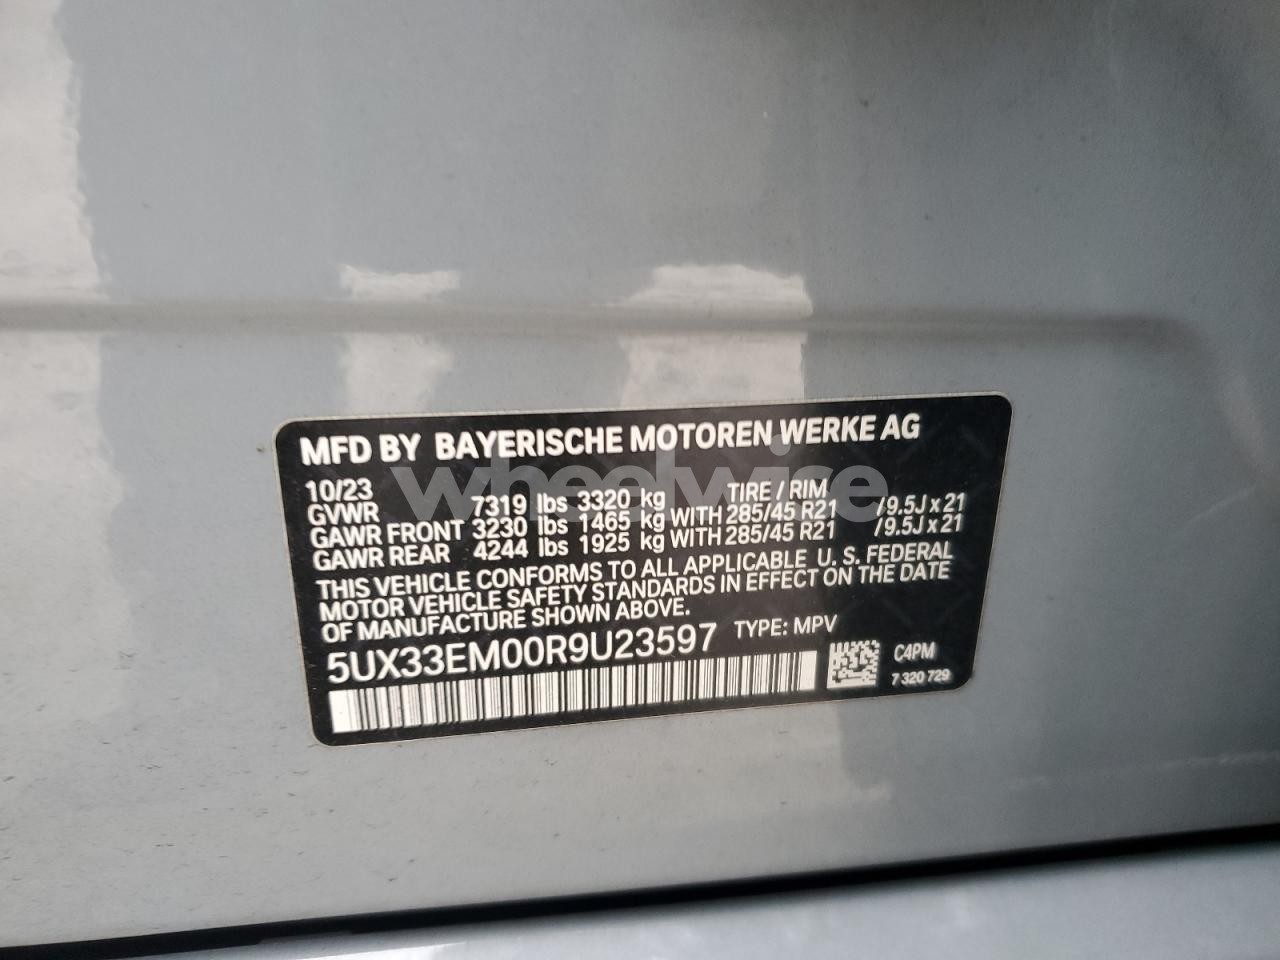 MFD BY BAYERISCHE MOTOREN WERKE AG
10/23 TIRE / RIM
GVWR 7319 lbs 3320 kg
GAWR FRONT 3230 lbs 1465 kg WITH 285/45 R21 /9.5J x 21
GAWR REAR 4244 lbs 1925 kg WITH 285/45 R21 /9.5J x 21
THIS VEHICLE CONFORMS TO ALL APPLICABLE U. S. FEDERAL
MOTOR VEHICLE SAFETY STANDARDS IN EFFECT ON THE DATE
OF MANUFACTURE SHOWN ABOVE.
5UX33EM00R9U23597 TYPE: MPV
C4PM
7 320 729
wheelwise